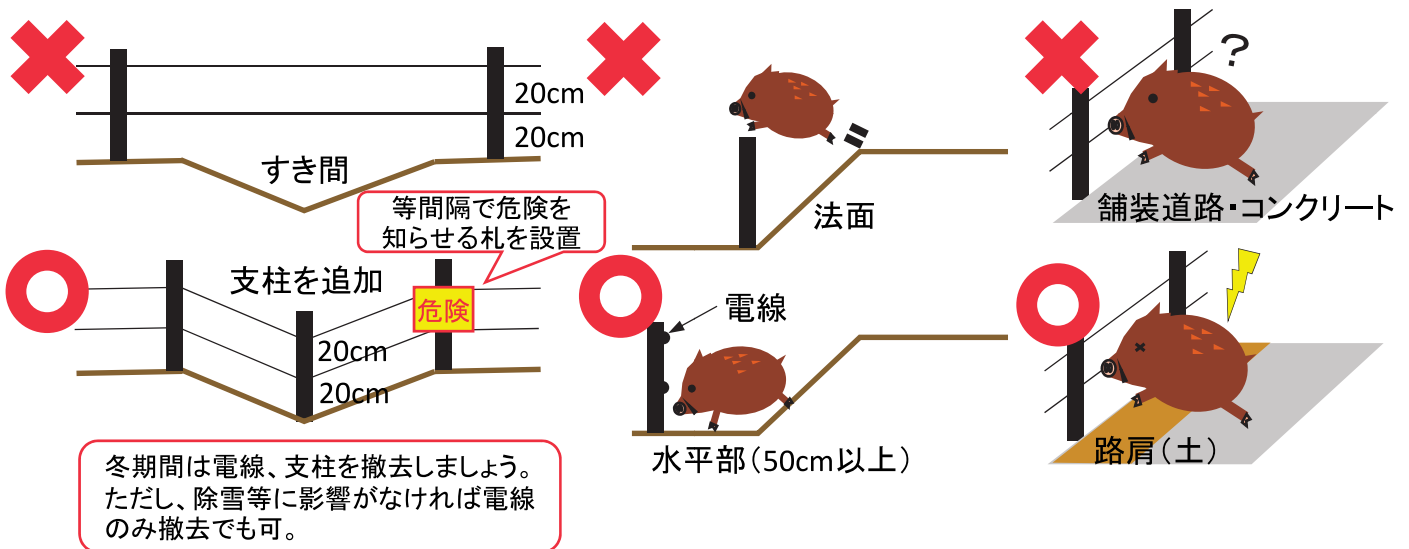 20cm
20cm
すき間
等間隔で危険を
知らせる札を設置
支柱を追加
危険
20cm
20cm
冬期間は電線、支柱を撤去しましょう。
ただし、除雪等に影響がなければ電線
のみ撤去でも可。
法面
電線
水平部（50cm以上）
?
舗装道路・コンクリート
路肩（土）